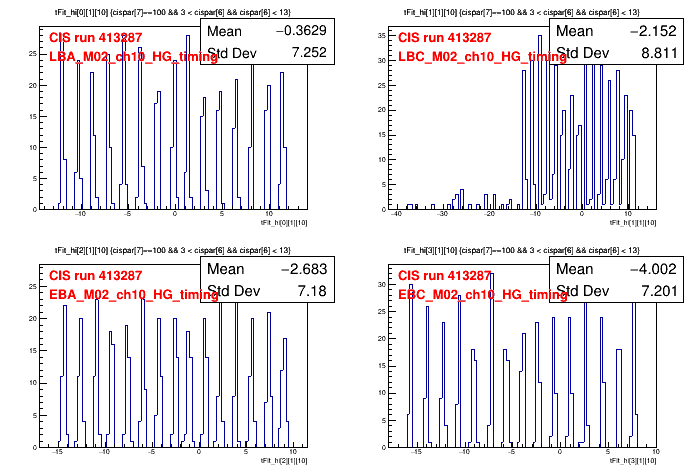 tFit_hi[0][1][10] {cispar[7]==100 && 3 < cispar[6] && cispar[6] < 13}
CIS run 413287
LBA_M02_ch10_HG_timing
Mean −0.3629
Std Dev 7.252
25
20
15
10
5
0
−10 −5 0 5 10
tFit_hi[0][1][10]
tFit_hi[1][1][10] {cispar[7]==100 && 3 < cispar[6] && cispar[6] < 13}
CIS run 413287
LBC_M02_ch10_HG_timing
Mean −2.152
Std Dev 8.811
35
30
25
20
15
10
5
0
−40 −30 −20 −10 0 10
tFit_hi[1][1][10]
tFit_hi[2][1][10] {cispar[7]==100 && 3 < cispar[6] && cispar[6] < 13}
CIS run 413287
EBA_M02_ch10_HG_timing
Mean −2.683
Std Dev 7.18
25
20
15
10
5
0
−15 −10 −5 0 5 10
tFit_hi[2][1][10]
tFit_hi[3][1][10] {cispar[7]==100 && 3 < cispar[6] && cispar[6] < 13}
CIS run 413287
EBC_M02_ch10_HG_timing
Mean −4.002
Std Dev 7.201
30
25
20
15
10
5
0
−15 −10 −5 0 5 10
tFit_hi[3][1][10]